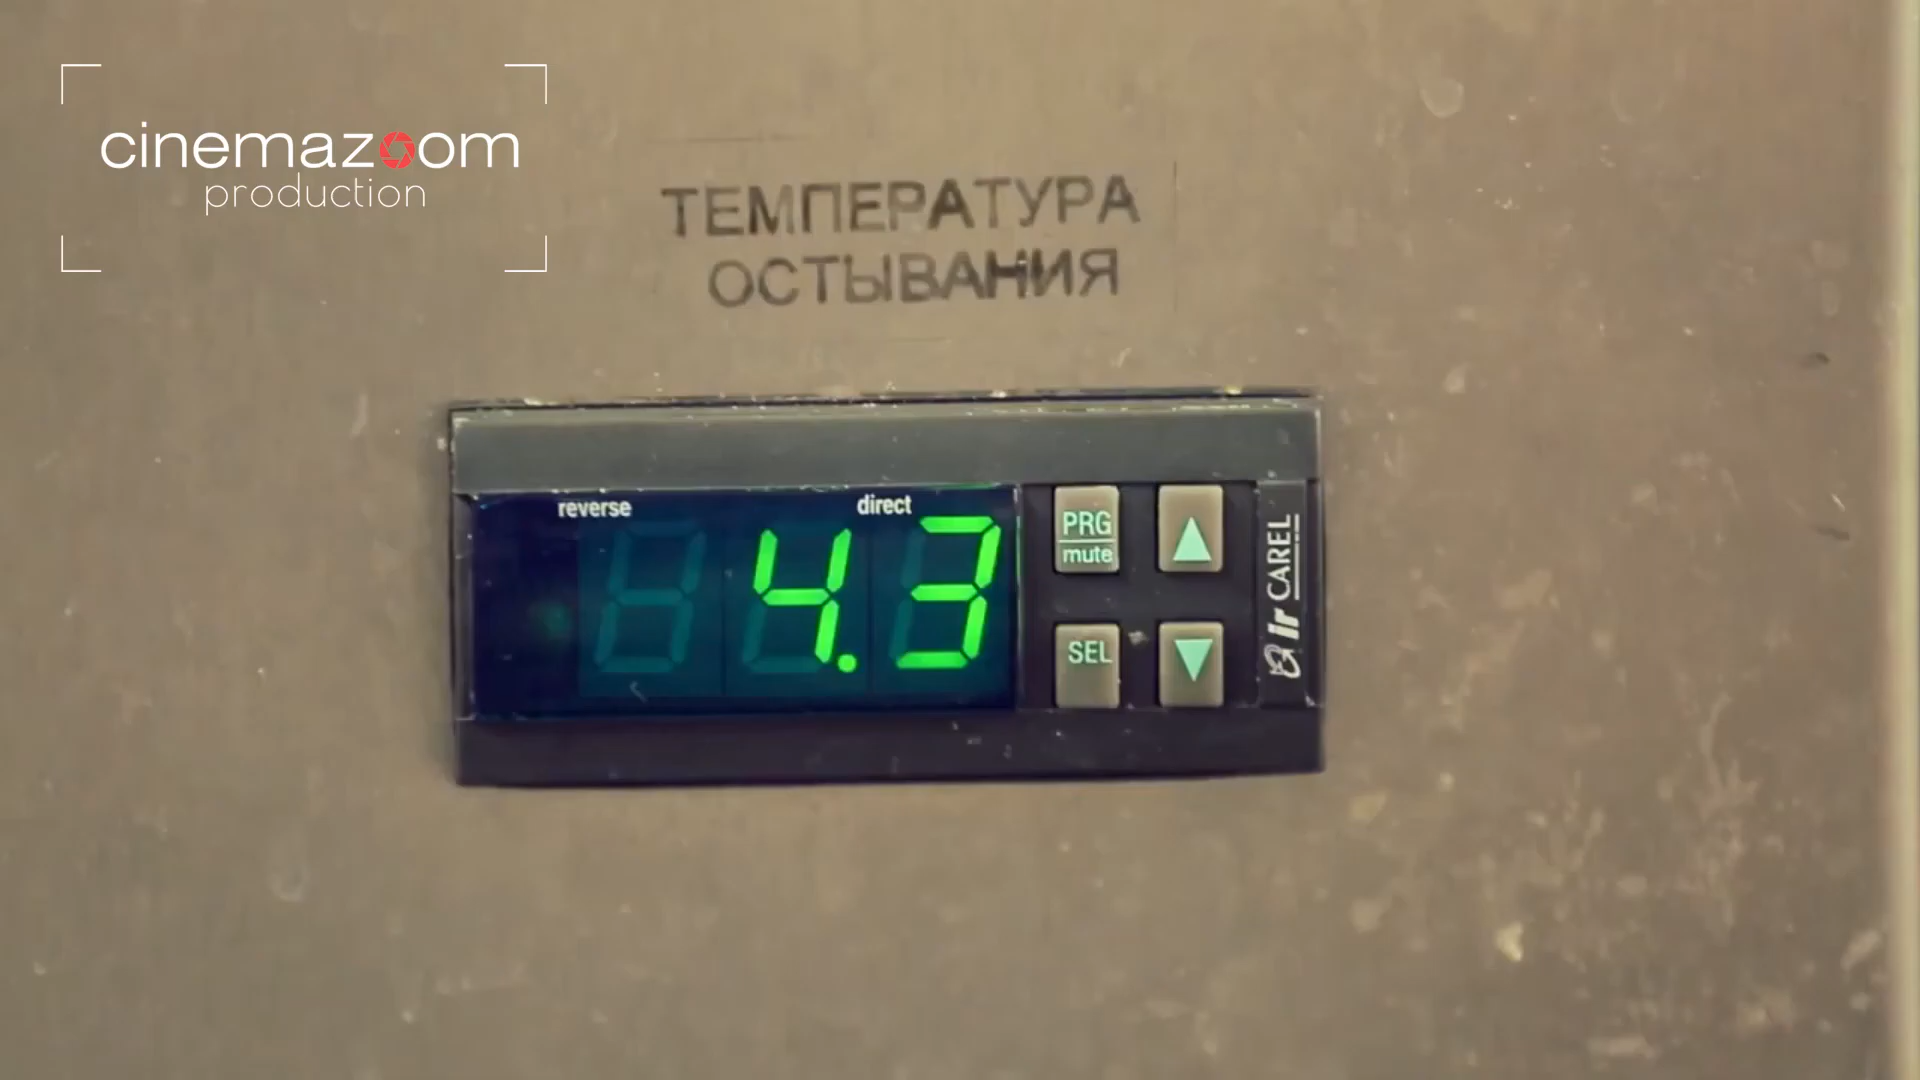 cinemazoom
production
ТЕМПЕРАТУРА
ОСТЫВАНИЯ
reverse
direct
4.3
PRG
mute
SEL
ir CAREL